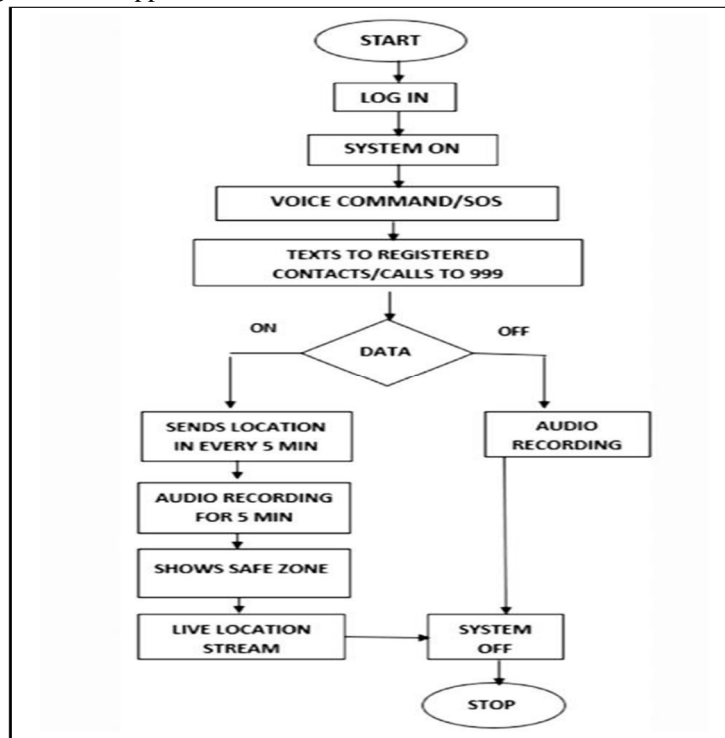 START
LOG IN
SYSTEM ON
VOICE COMMAND/SOS
TEXTS TO REGISTERED
CONTACTS/CALLS TO 999
ON
OFF
DATA
SENDS LOCATION
IN EVERY 5 MIN
AUDIO
RECORDING
AUDIO RECORDING
FOR 5 MIN
SHOWS SAFE ZONE
LIVE LOCATION
STREAM
SYSTEM
OFF
STOP